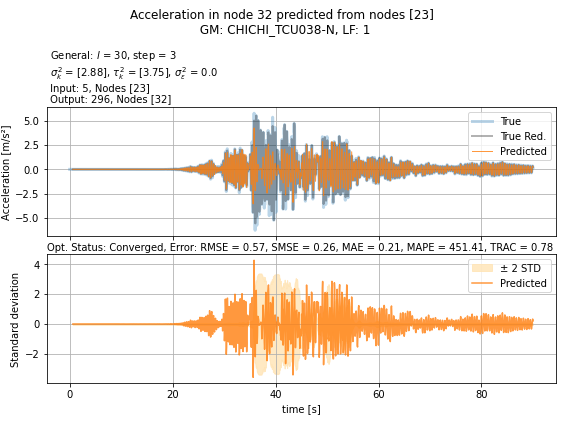 Acceleration in node 32 predicted from nodes [23]
GM: CHICHI_TCU038-N, LF: 1
General: l = 30, step = 3
σ²ₖ = [2.88], τ²ₖ = [3.75], σ²ε = 0.0
Input: 5, Nodes [23]
Output: 296, Nodes [32]
Acceleration [m/s²]
5.0
2.5
0.0
−2.5
−5.0
True
True Red.
Predicted
Opt. Status: Converged, Error: RMSE = 0.57, SMSE = 0.26, MAE = 0.21, MAPE = 451.41, TRAC = 0.78
Standard deviation
4
2
0
−2
± 2 STD
Predicted
0
20
40
60
80
time [s]